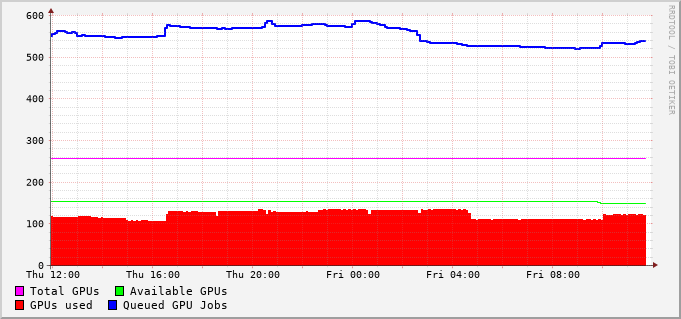 600
500
400
300
200
100
0
Thu 12:00 Thu 16:00 Thu 20:00 Fri 00:00 Fri 04:00 Fri 08:00
Total GPUs Available GPUs
GPUs used Queued GPU Jobs
RRDTOOL / TOBI OETIKER